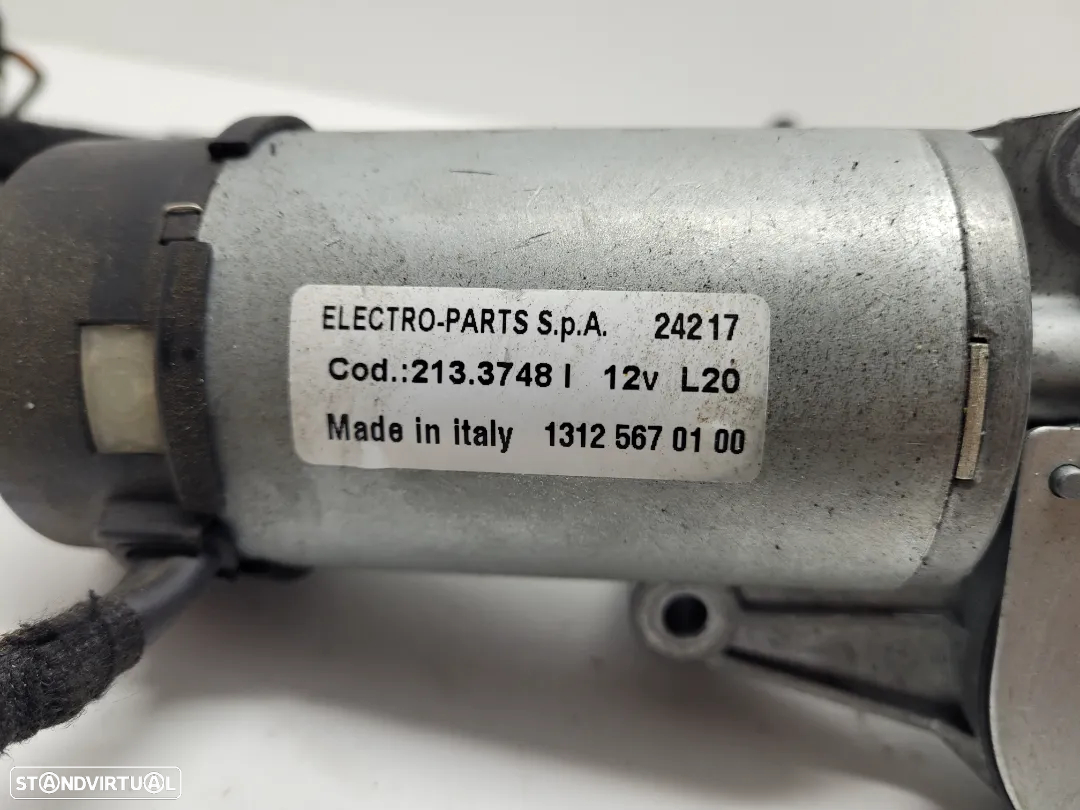 ELECTRO-PARTS S.p.A. 24217
Cod.:213.3748 I 12v L20
Made in italy 1312 567 01 00
STANDVIRTUAL